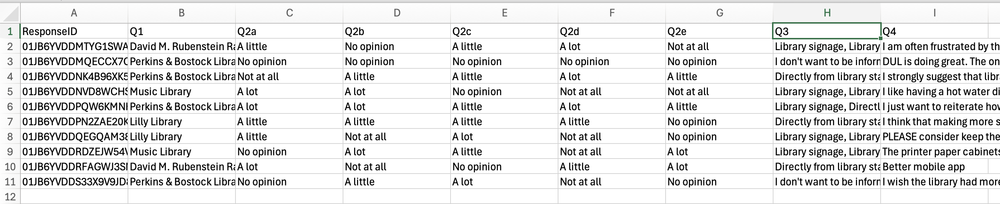 A B C D E F G H I
1 ResponseID Q1 Q2a Q2b Q2c Q2d Q2e Q3 Q4
2 01JB6YVDDMTYG1SWA David M. Rubenstein Ra A little No opinion A little A lot Not at all Library signage, Library I am often frustrated by th
3 01JB6YVDDMQECCX7C Perkins & Bostock Libra No opinion No opinion No opinion No opinion No opinion I don't want to be inforn DUL is doing great. The on
4 01JB6YVDDNK4B96XK5 Perkins & Bostock Libra Not at all A little A little A lot A little Directly from library sta I strongly suggest that libr
5 01JB6YVDDNVD8WCHS Music Library A lot A lot No opinion Not at all Not at all Library signage, Library I like having a hot water di
6 01JB6YVDDPQW6KMN Perkins & Bostock Libra A lot A lot A little A lot A little Library signage, Directl I just want to reiterate how
7 01JB6YVDDPN2ZAE20K Lilly Library A little A little A little A little No opinion Directly from library sta I think that making more s
8 01JB6YVDDQEGQAM38 Lilly Library A little Not at all A lot Not at all No opinion Library signage, Library PLEASE consider keep the
9 01JB6YVDDRDZEJW54 Music Library No opinion A lot A little Not at all A lot Library signage, Library The printer paper cabinets
10 01JB6YVDDRFAGWJ3S David M. Rubenstein Ra A lot Not at all No opinion A little A lot Directly from library sta Better mobile app
11 01JB6YVDDS33X9V9JD Perkins & Bostock Libra No opinion A little A lot Not at all No opinion I don't want to be inforn I wish the library had more
12